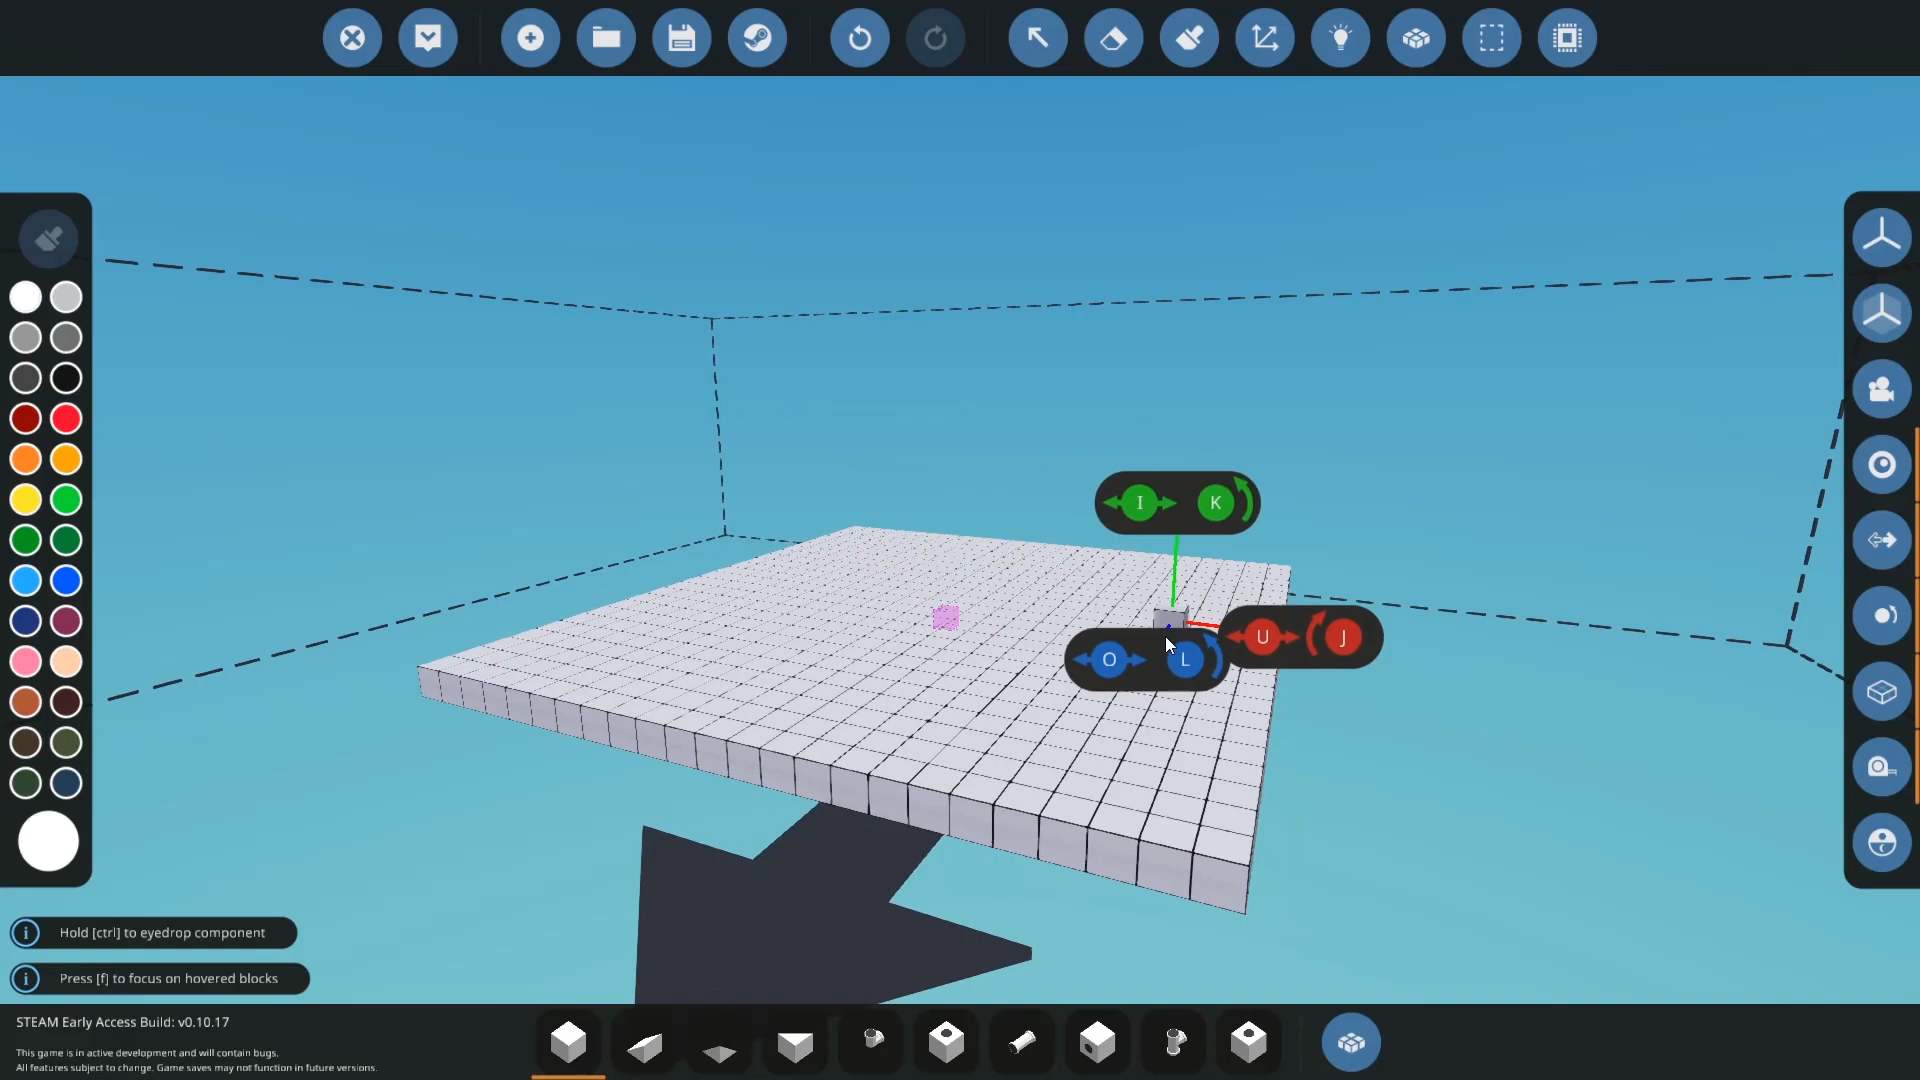 I K
U J
O L
Hold [ctrl] to eyedrop component
Press [f] to focus on hovered blocks
STEAM Early Access Build: v0.10.17
This game is in active development and will contain bugs.
All features subject to change. Game saves may not function in future versions.